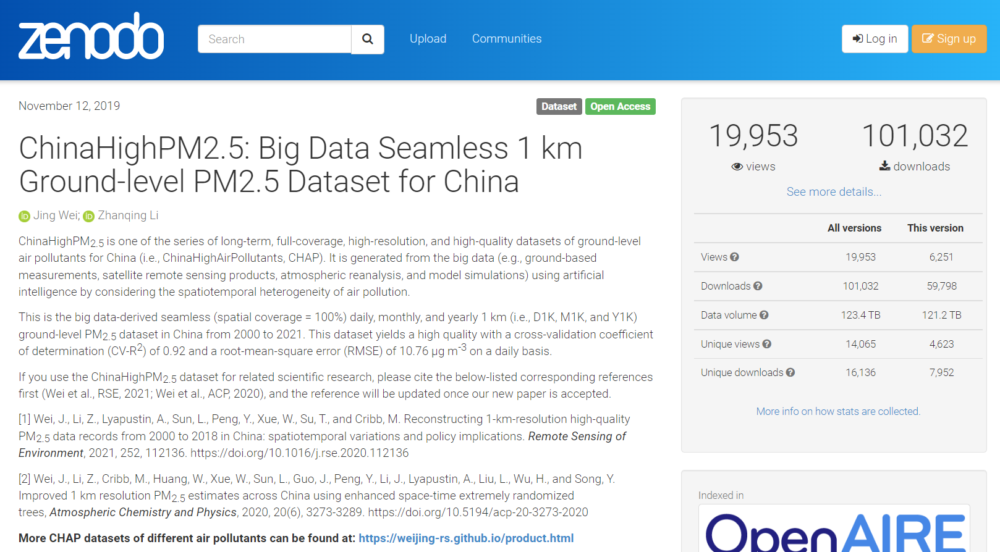 zenodo
Search
Upload
Communities
Log in
Sign up
November 12, 2019
Dataset
Open Access
ChinaHighPM2.5: Big Data Seamless 1 km
Ground-level PM2.5 Dataset for China
iD Jing Wei; iD Zhanqing Li
ChinaHighPM2.5 is one of the series of long-term, full-coverage, high-resolution, and high-quality datasets of ground-level
air pollutants for China (i.e., ChinaHighAirPollutants, CHAP). It is generated from the big data (e.g., ground-based
measurements, satellite remote sensing products, atmospheric reanalysis, and model simulations) using artificial
intelligence by considering the spatiotemporal heterogeneity of air pollution.
This is the big data-derived seamless (spatial coverage = 100%) daily, monthly, and yearly 1 km (i.e., D1K, M1K, and Y1K)
ground-level PM2.5 dataset in China from 2000 to 2021. This dataset yields a high quality with a cross-validation coefficient
of determination (CV-R2) of 0.92 and a root-mean-square error (RMSE) of 10.76 µg m-3 on a daily basis.
If you use the ChinaHighPM2.5 dataset for related scientific research, please cite the below-listed corresponding references
first (Wei et al., RSE, 2021; Wei et al., ACP, 2020), and the reference will be updated once our new paper is accepted.
[1] Wei, J., Li, Z., Lyapustin, A., Sun, L., Peng, Y., Xue, W., Su, T., and Cribb, M. Reconstructing 1-km-resolution high-quality
PM2.5 data records from 2000 to 2018 in China: spatiotemporal variations and policy implications. Remote Sensing of
Environment, 2021, 252, 112136. https://doi.org/10.1016/j.rse.2020.112136
[2] Wei, J., Li, Z., Cribb, M., Huang, W., Xue, W., Sun, L., Guo, J., Peng, Y., Li, J., Lyapustin, A., Liu, L., Wu, H., and Song, Y.
Improved 1 km resolution PM2.5 estimates across China using enhanced space-time extremely randomized
trees, Atmospheric Chemistry and Physics, 2020, 20(6), 3273-3289. https://doi.org/10.5194/acp-20-3273-2020
More CHAP datasets of different air pollutants can be found at: https://weijing-rs.github.io/product.html
19,953
views
101,032
downloads
See more details...
All versions This version
Views 19,953 6,251
Downloads 101,032 59,798
Data volume 123.4 TB 121.2 TB
Unique views 14,065 4,623
Unique downloads 16,136 7,952
More info on how stats are collected.
Indexed in
OpenAIRE